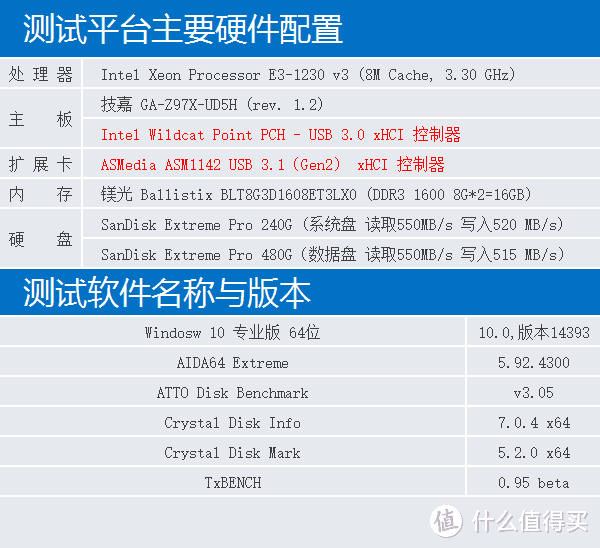 测试平台主要硬件配置
处理器 Intel Xeon Processor E3-1230 v3 (8M Cache, 3.30 GHz)
主板 技嘉 GA-Z97X-UD5H (rev. 1.2)
Intel Wildcat Point PCH - USB 3.0 xHCI 控制器
扩展卡 ASMedia ASM1142 USB 3.1（Gen2） xHCI 控制器
内存 镁光 Ballistix BLT8G3D1608ET3LX0 (DDR3 1600 8G*2=16GB)
硬盘 SanDisk Extreme Pro 240G (系统盘 读取550MB/s 写入520 MB/s)
SanDisk Extreme Pro 480G (数据盘 读取550MB/s 写入515 MB/s)
测试软件名称与版本
Windosw 10 专业版 64位 10.0,版本14393
AIDA64 Extreme 5.92.4300
ATTO Disk Benchmark v3.05
Crystal Disk Info 7.0.4 x64
Crystal Disk Mark 5.2.0 x64
TxBENCH 0.95 beta
值 什么值得买